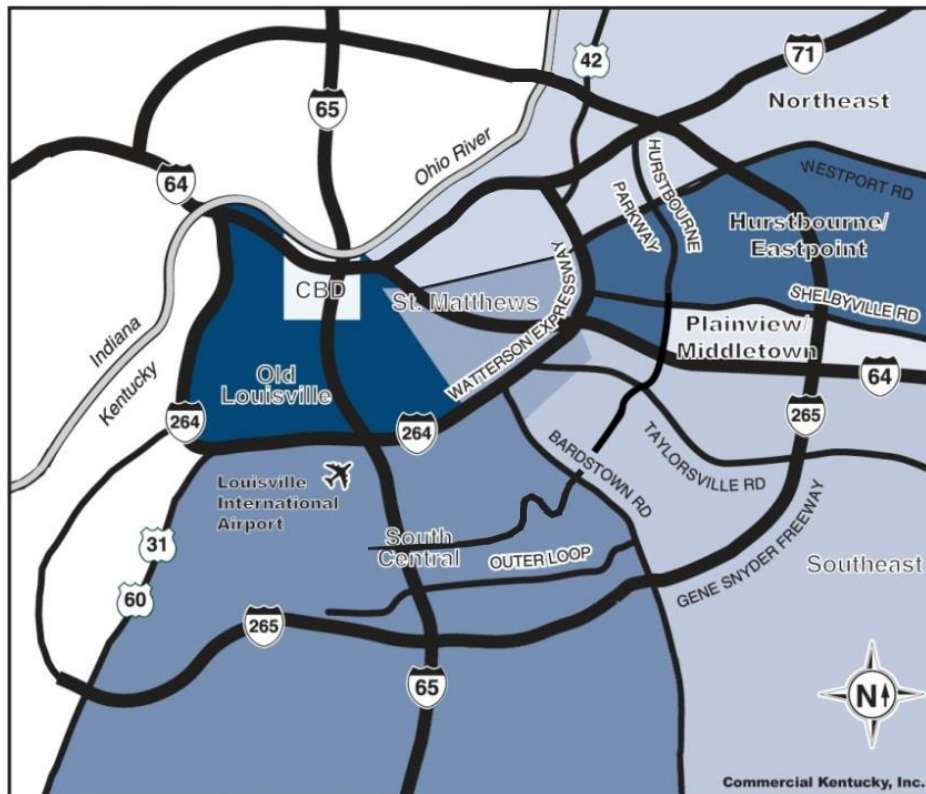 42
71
65
Northeast
Ohio River
64
HURSTBOURNE
PARKWAY
WESTPORT RD
Hurstbourne/
Eastpoint
CBD
St. Matthews
WATTERSON EXPRESSWAY
SHELBYVILLE RD
Indiana
Kentucky
Plainview/
Middletown
Old
Louisville
64
264
264
265
BARDSTOWN RD
TAYLORSVILLE RD
Louisville
International
Airport
31
South
Central
OUTER LOOP
GENE SNYDER FREEWAY
Southeast
60
265
65
N
Commercial Kentucky, Inc.